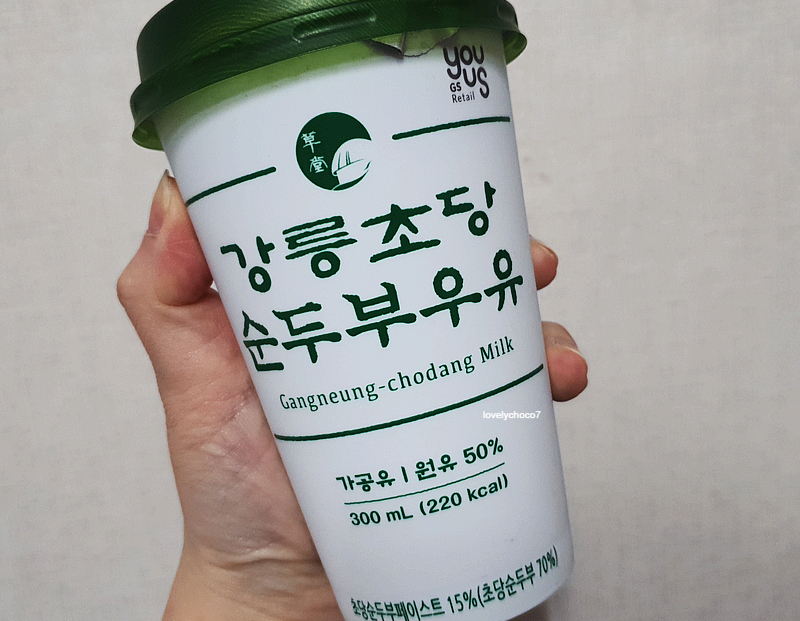 you
us
GS
Retail
草
堂
강릉초당
순두부우유
Gangneung-chodang Milk
lovelychoco7
가공유 | 원유 50%
300 mL (220 kcal)
초당순두부페이스트 15%(초당순두부 70%)